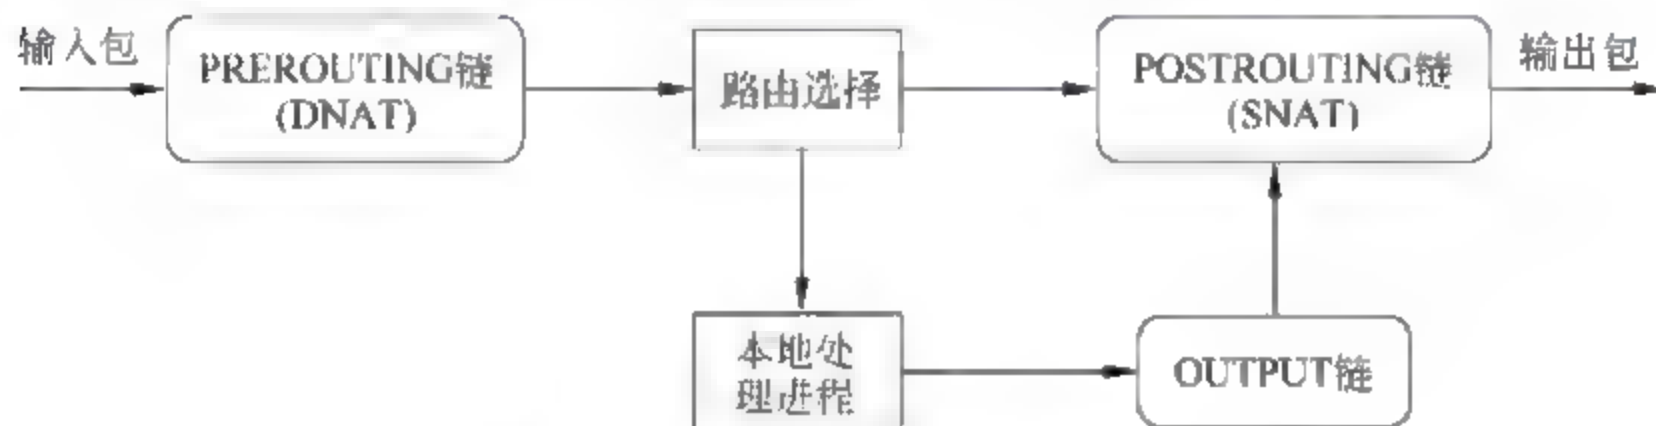 输入包
PREROUTING链
(DNAT)
路由选择
POSTROUTING链
(SNAT)
输出包
本地处
理进程
OUTPUT链